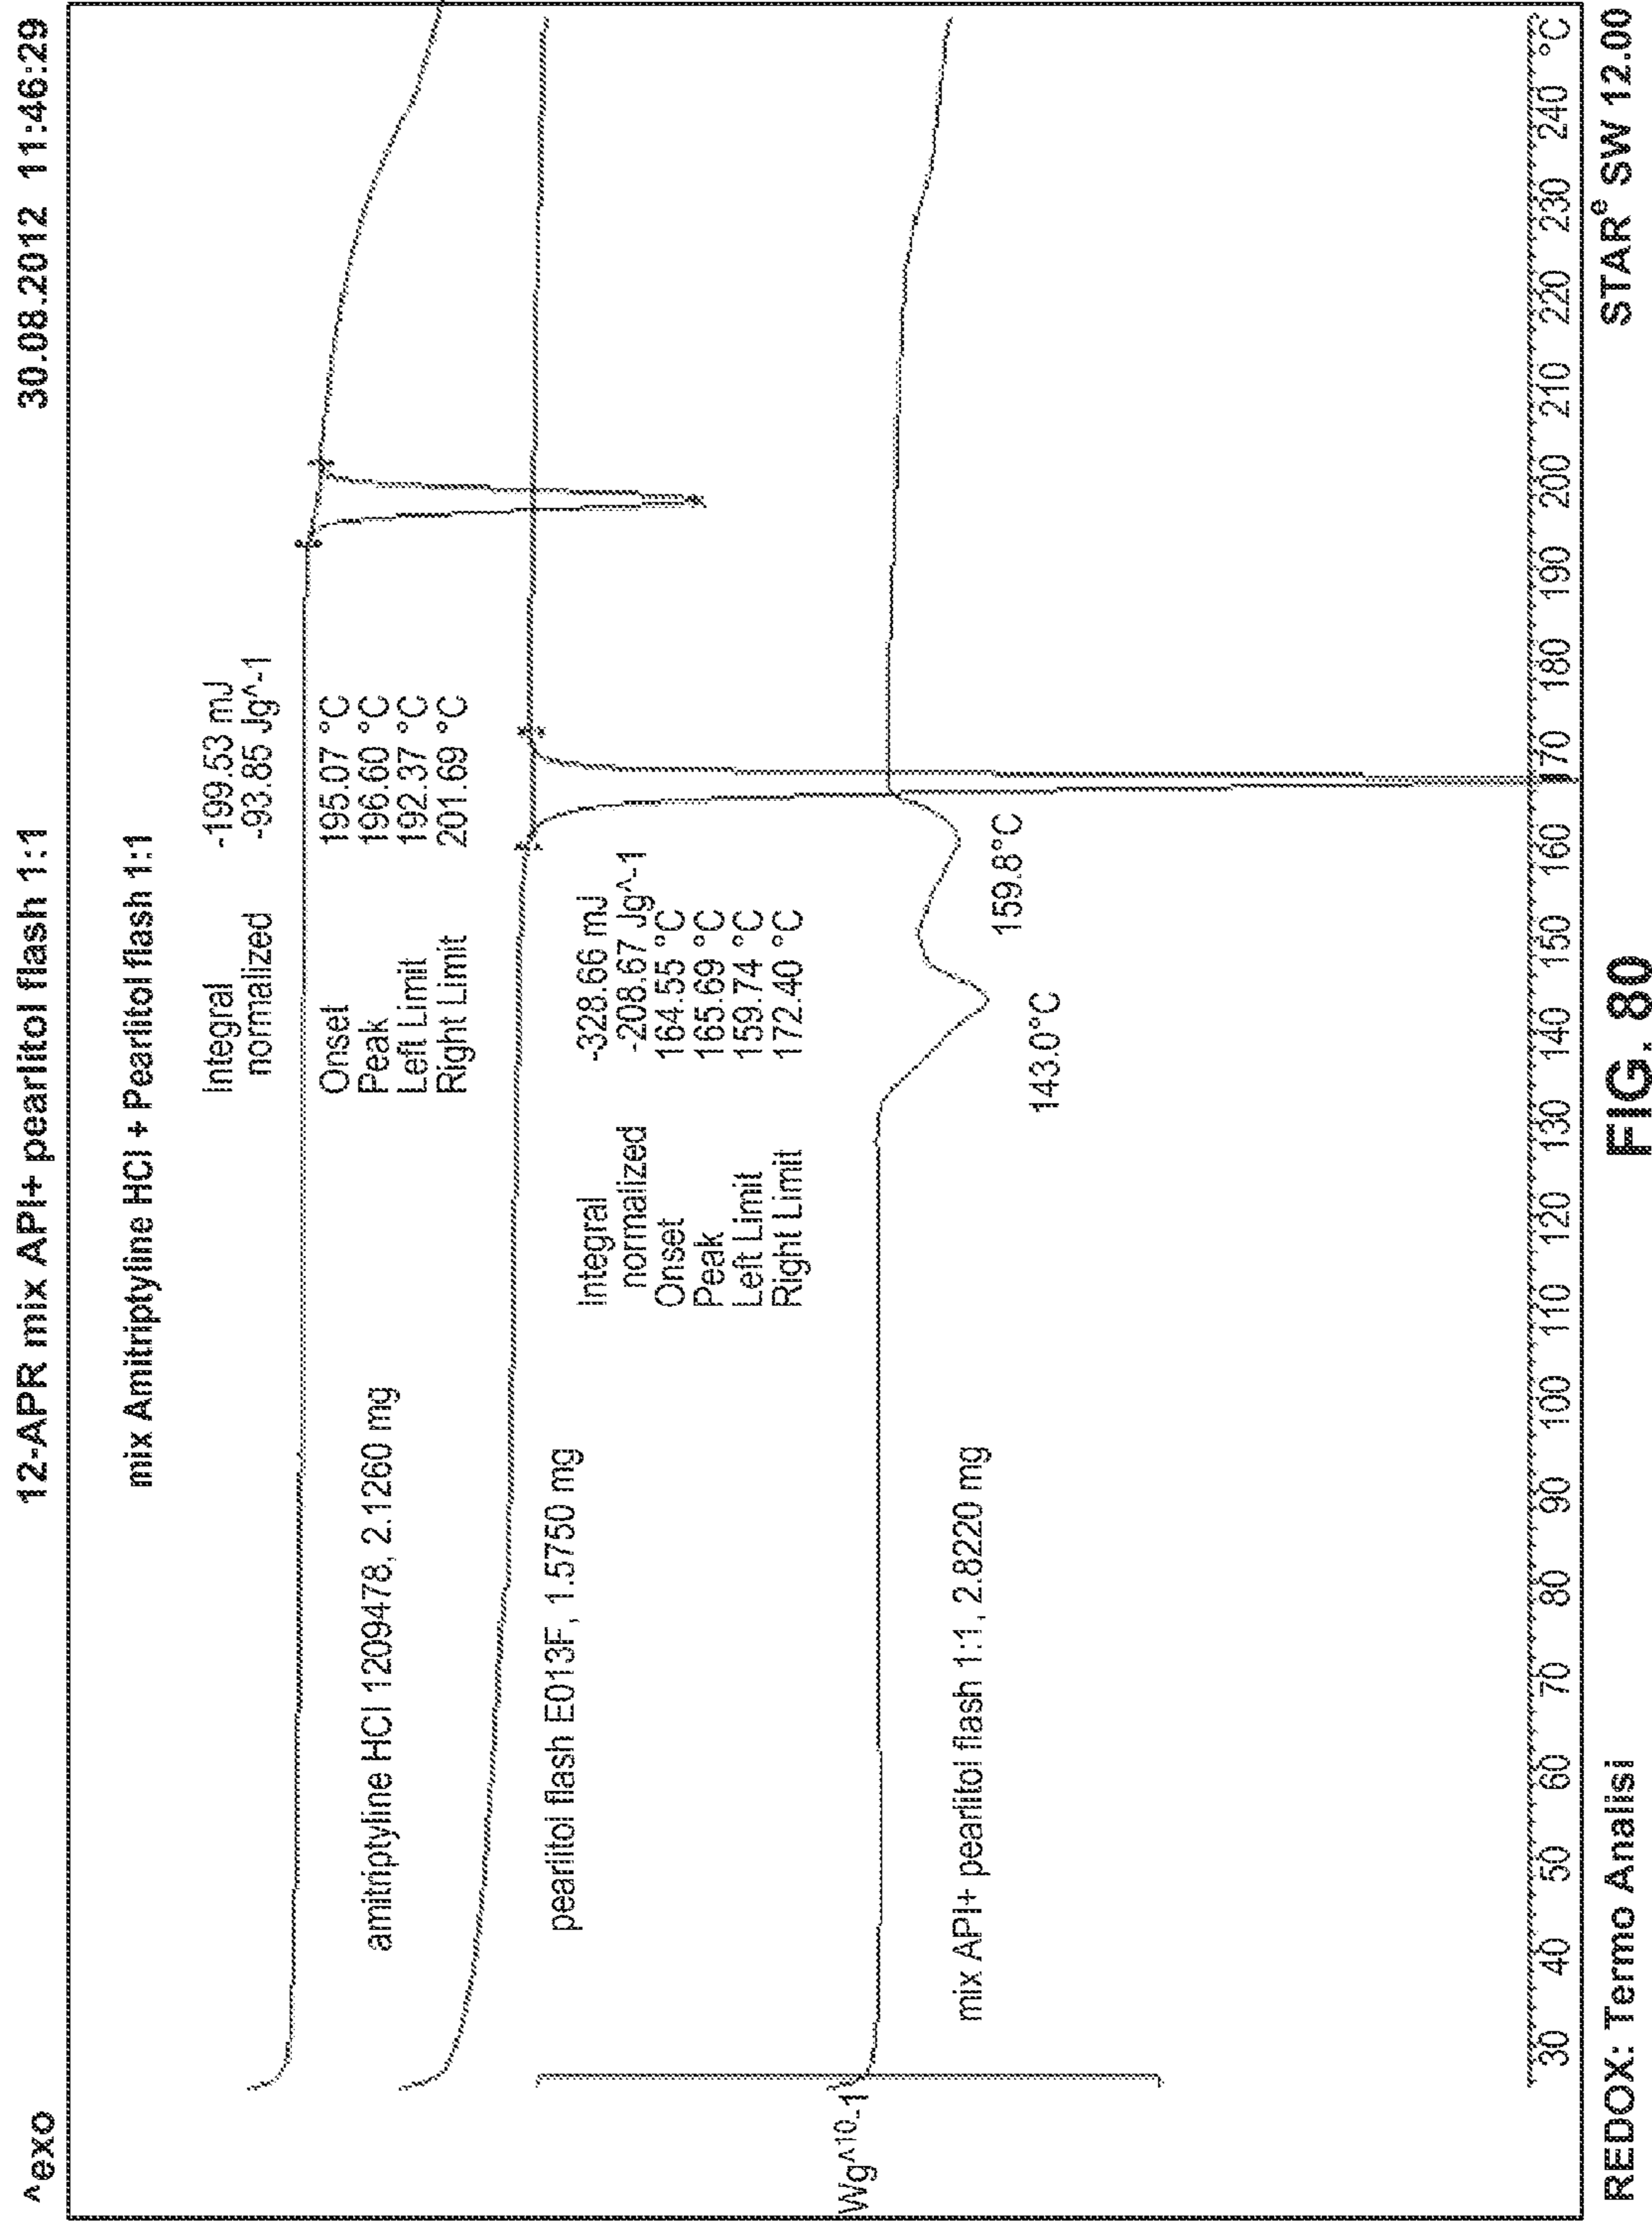 ^exo
12-APR mix API+ pearlitol flash 1:1
30.08.2012 11:46:29
mix Amitriptyline HCl + Pearlitol flash 1:1
Integral -199.53 mJ
normalized -93.85 Jg^-1
Onset 195.07 °C
Peak 196.60 °C
Left Limit 192.37 °C
Right Limit 201.69 °C
amitriptyline HCl 1209478, 2.1260 mg
Integral -328.66 mJ
normalized -208.67 Jg^-1
Onset 164.55 °C
Peak 165.69 °C
Left Limit 159.74 °C
Right Limit 172.40 °C
pearlitol flash E013F, 1.5750 mg
Wg^10-1
mix API+ pearlitol flash 1:1, 2.8220 mg
159.8°C
143.0°C
30 40 50 60 70 80 90 100 110 120 130 140 150 160 170 180 190 200 210 220 230 240 °C
REDOX: Termo Analisi
FIG. 80
STARe SW 12.00